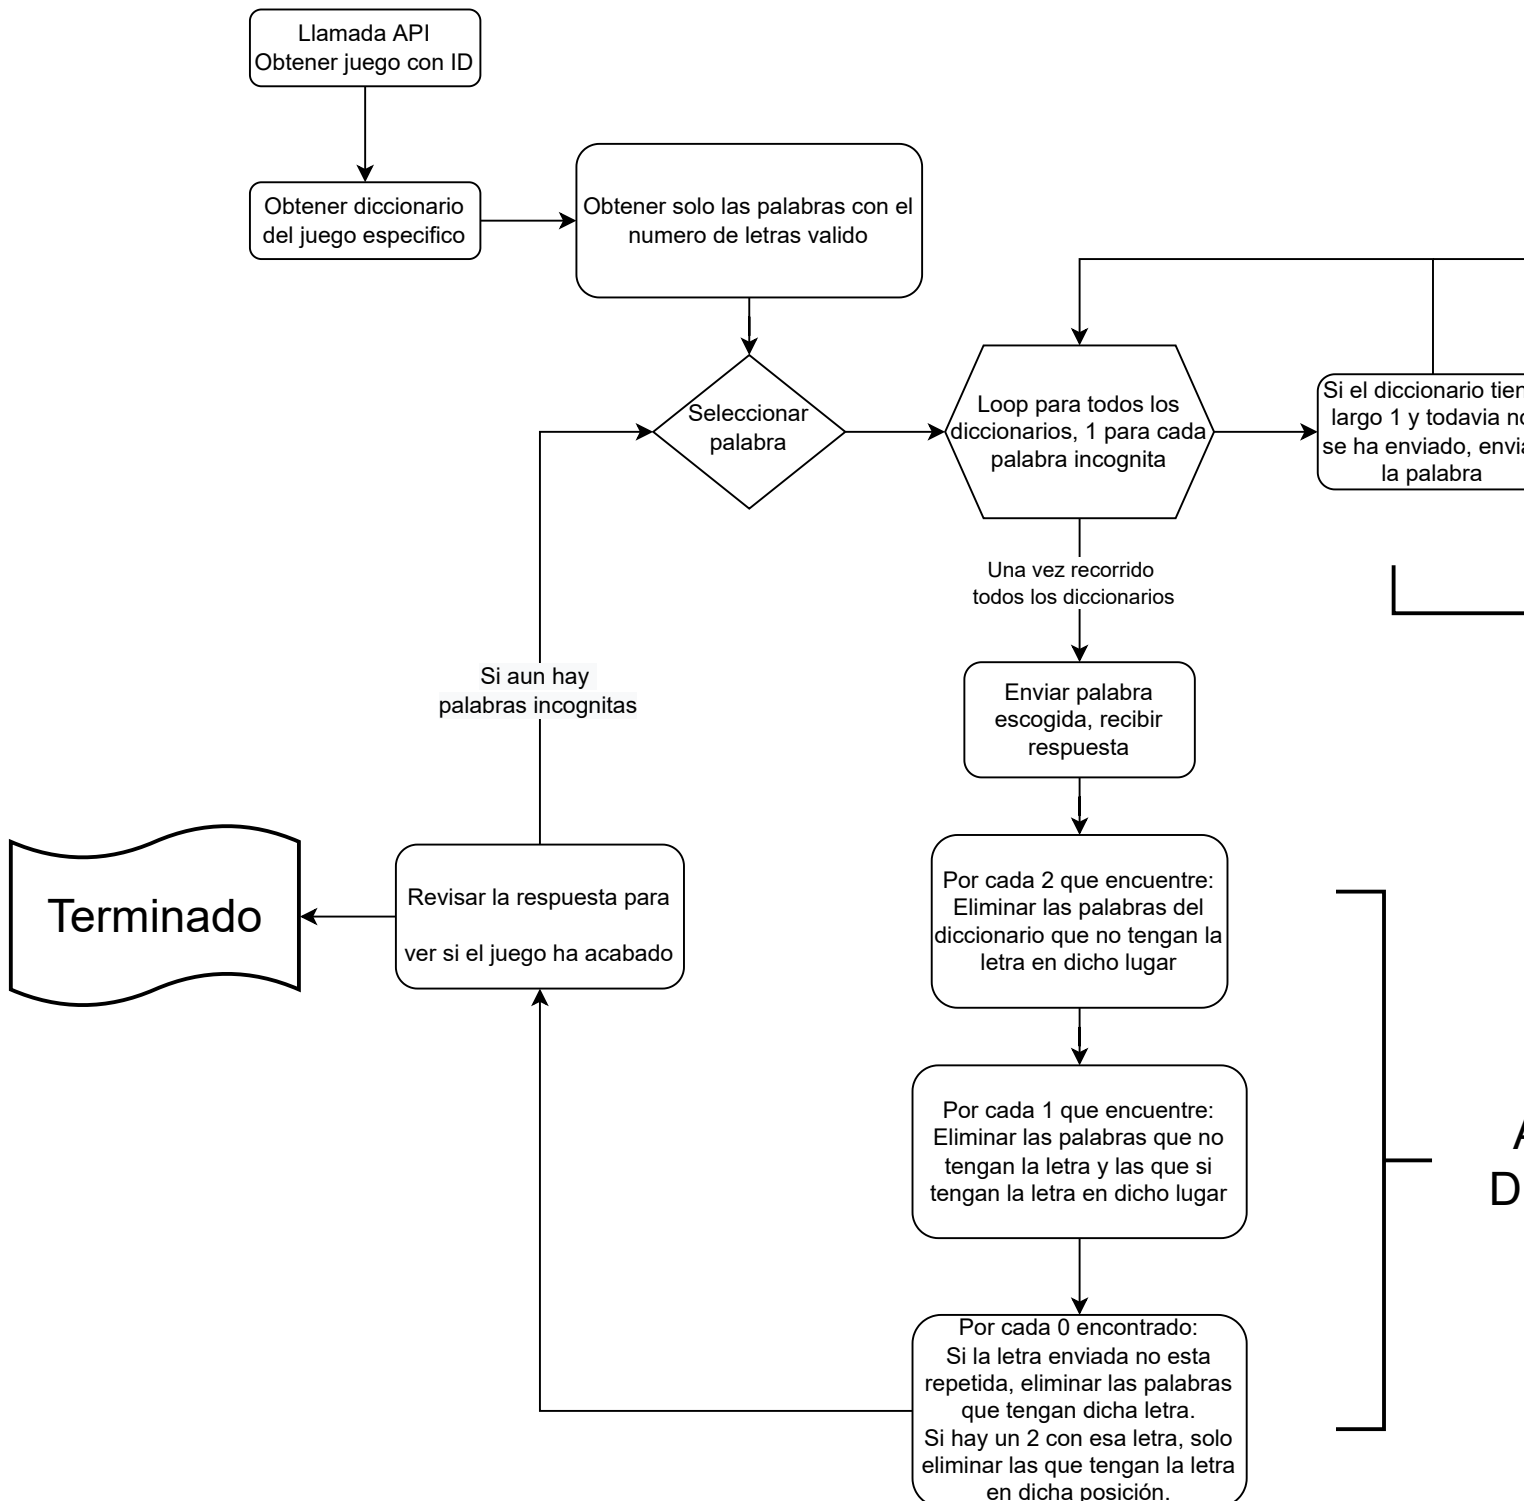 Llamada API
Obtener juego con ID
Obtener diccionario
del juego especifico
Obtener solo las palabras con el
numero de letras valido
Seleccionar
palabra
Loop para todos los
diccionarios, 1 para cada
palabra incognita
Si el diccionario tien
largo 1 y todavia no
se ha enviado, envia
la palabra
Una vez recorrido
todos los diccionarios
Enviar palabra
escogida, recibir
respuesta
Si aun hay
palabras incognitas
Terminado
Revisar la respuesta para
ver si el juego ha acabado
Por cada 2 que encuentre:
Eliminar las palabras del
diccionario que no tengan la
letra en dicho lugar
Por cada 1 que encuentre:
Eliminar las palabras que no
tengan la letra y las que si
tengan la letra en dicho lugar
D
Por cada 0 encontrado:
Si la letra enviada no esta
repetida, eliminar las palabras
que tengan dicha letra.
Si hay un 2 con esa letra, solo
eliminar las que tengan la letra
en dicha posición.